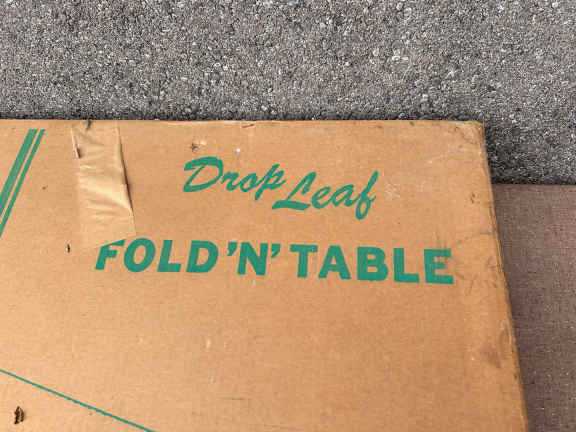 Drop Leaf
FOLD 'N' TABLE